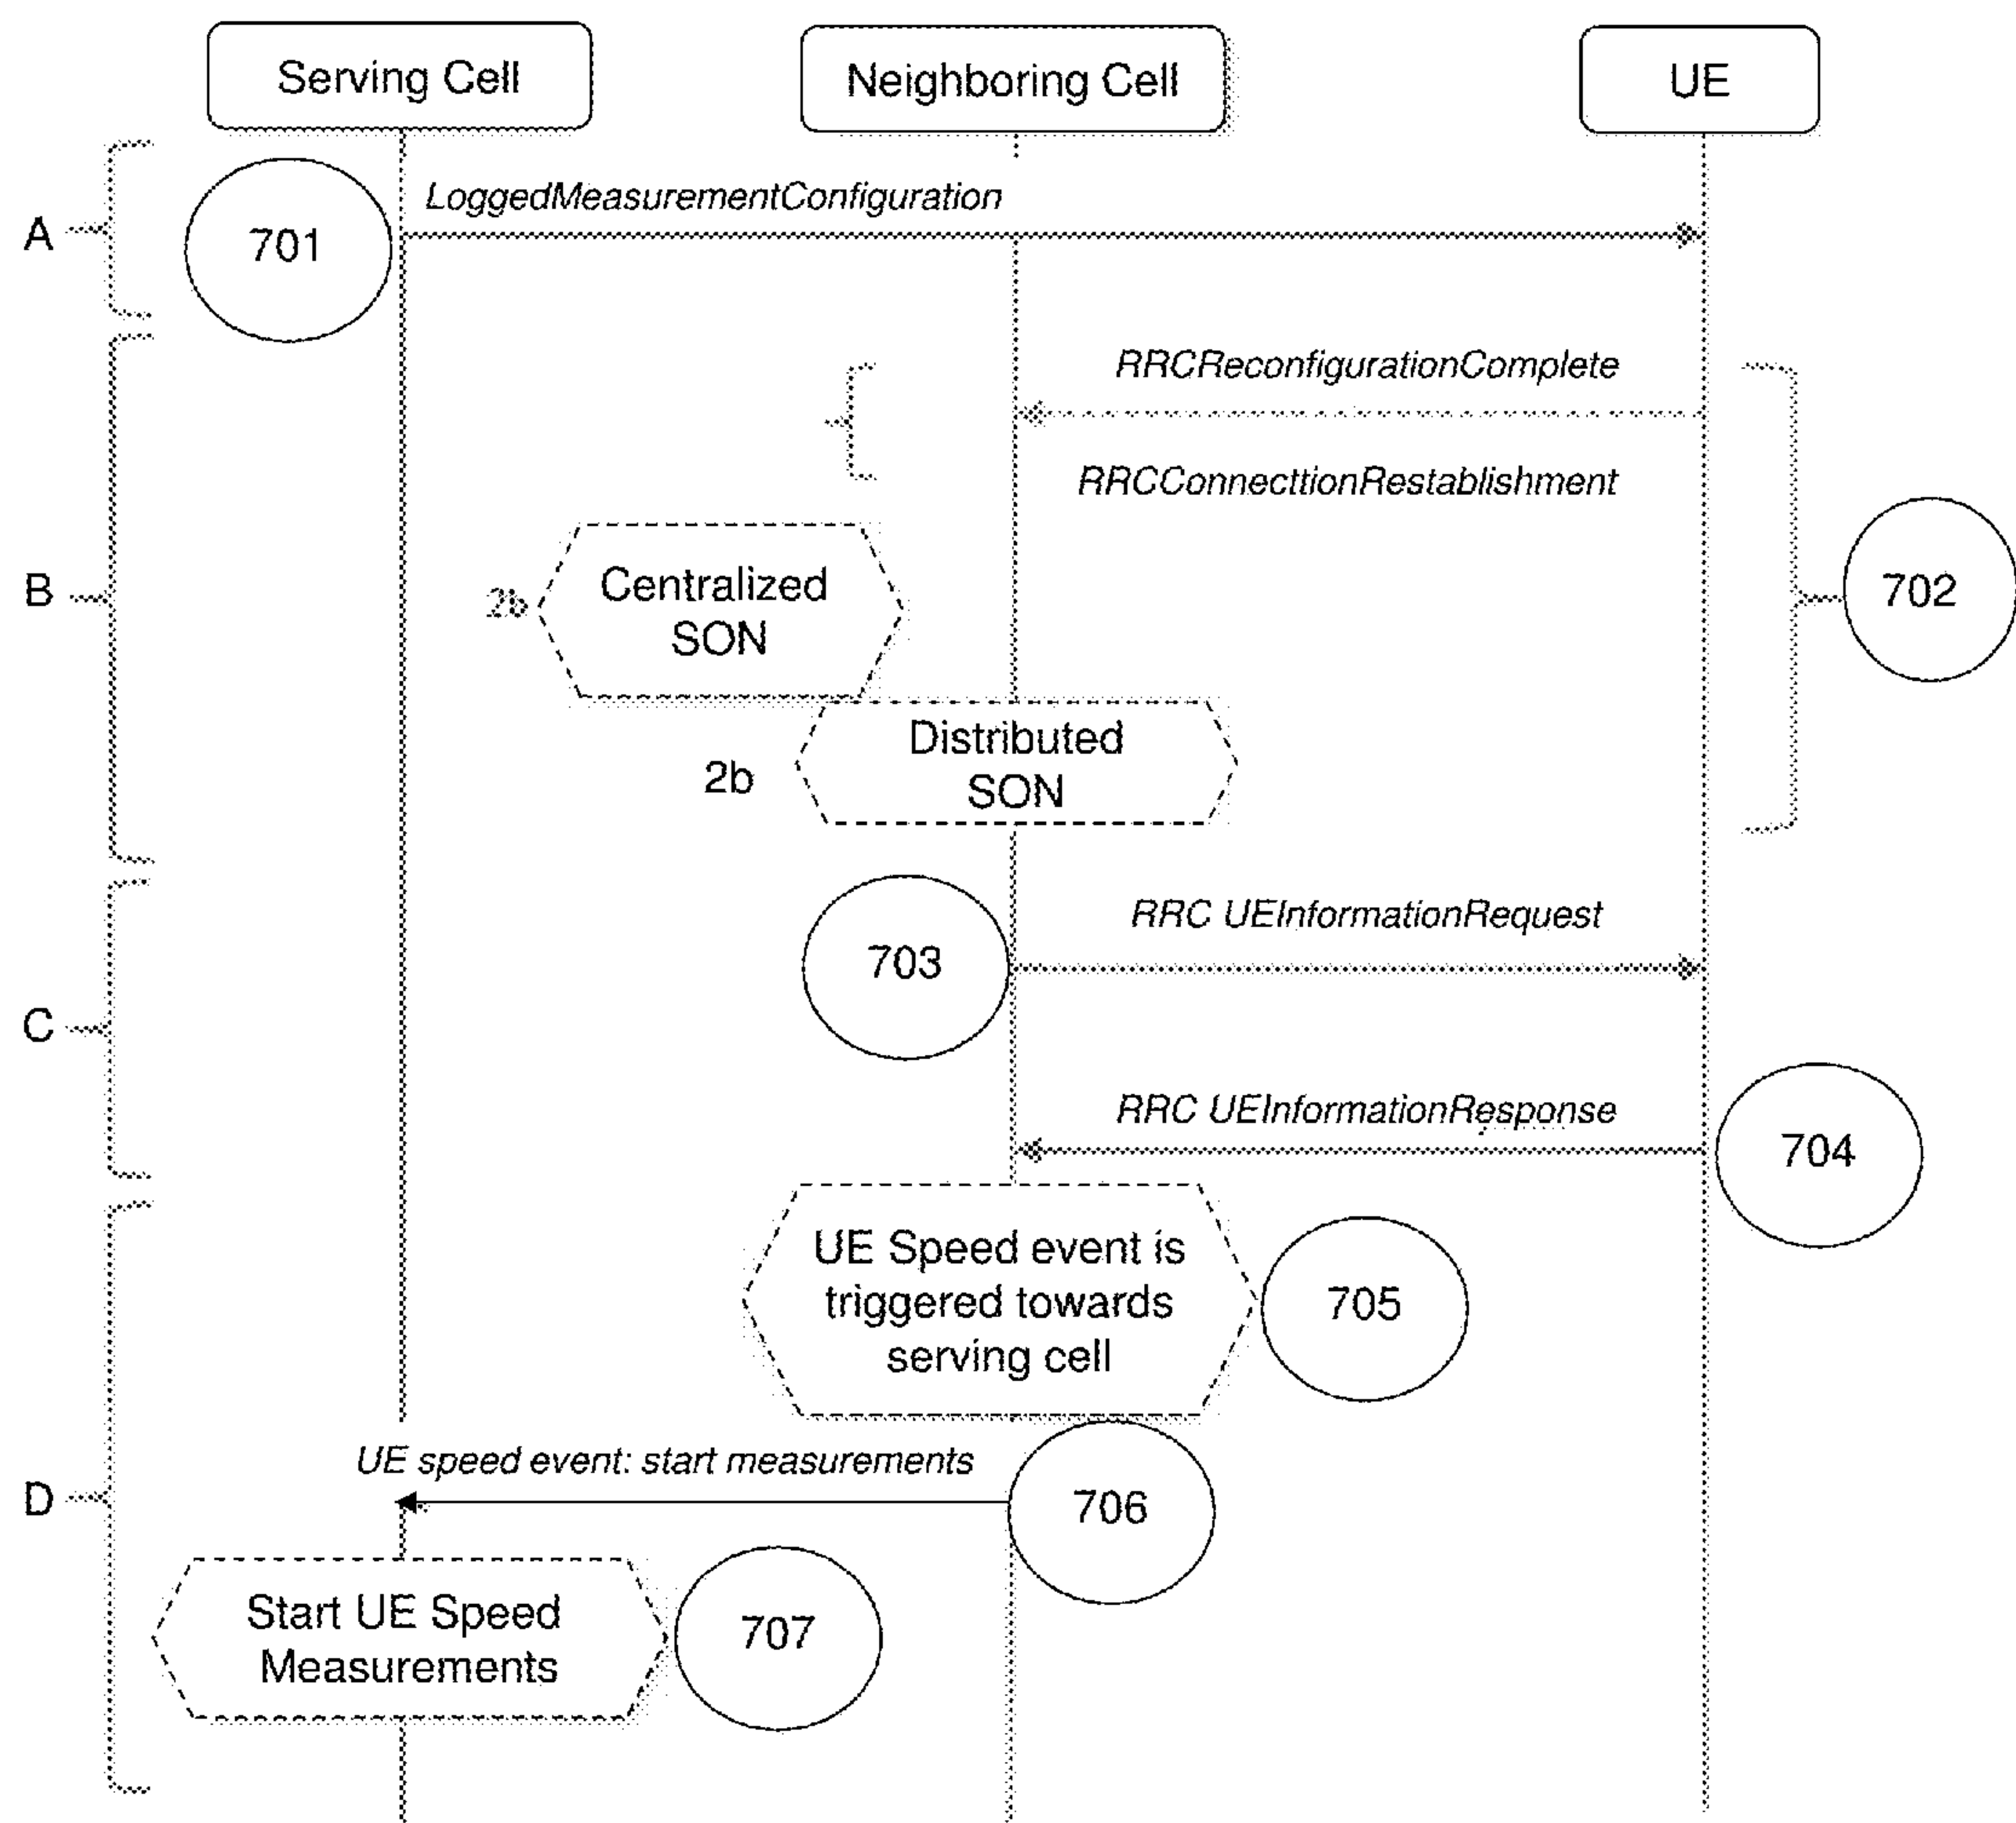 Serving Cell
Neighboring Cell
UE
A
701
LoggedMeasurementConfiguration
B
RRCReconfigurationComplete
RRCConnecttionRestablishment
702
2b
Centralized
SON
2b
Distributed
SON
C
703
RRC UEInformationRequest
RRC UEInformationResponse
704
UE Speed event is
triggered towards
serving cell
705
D
UE speed event: start measurements
706
Start UE Speed
Measurements
707